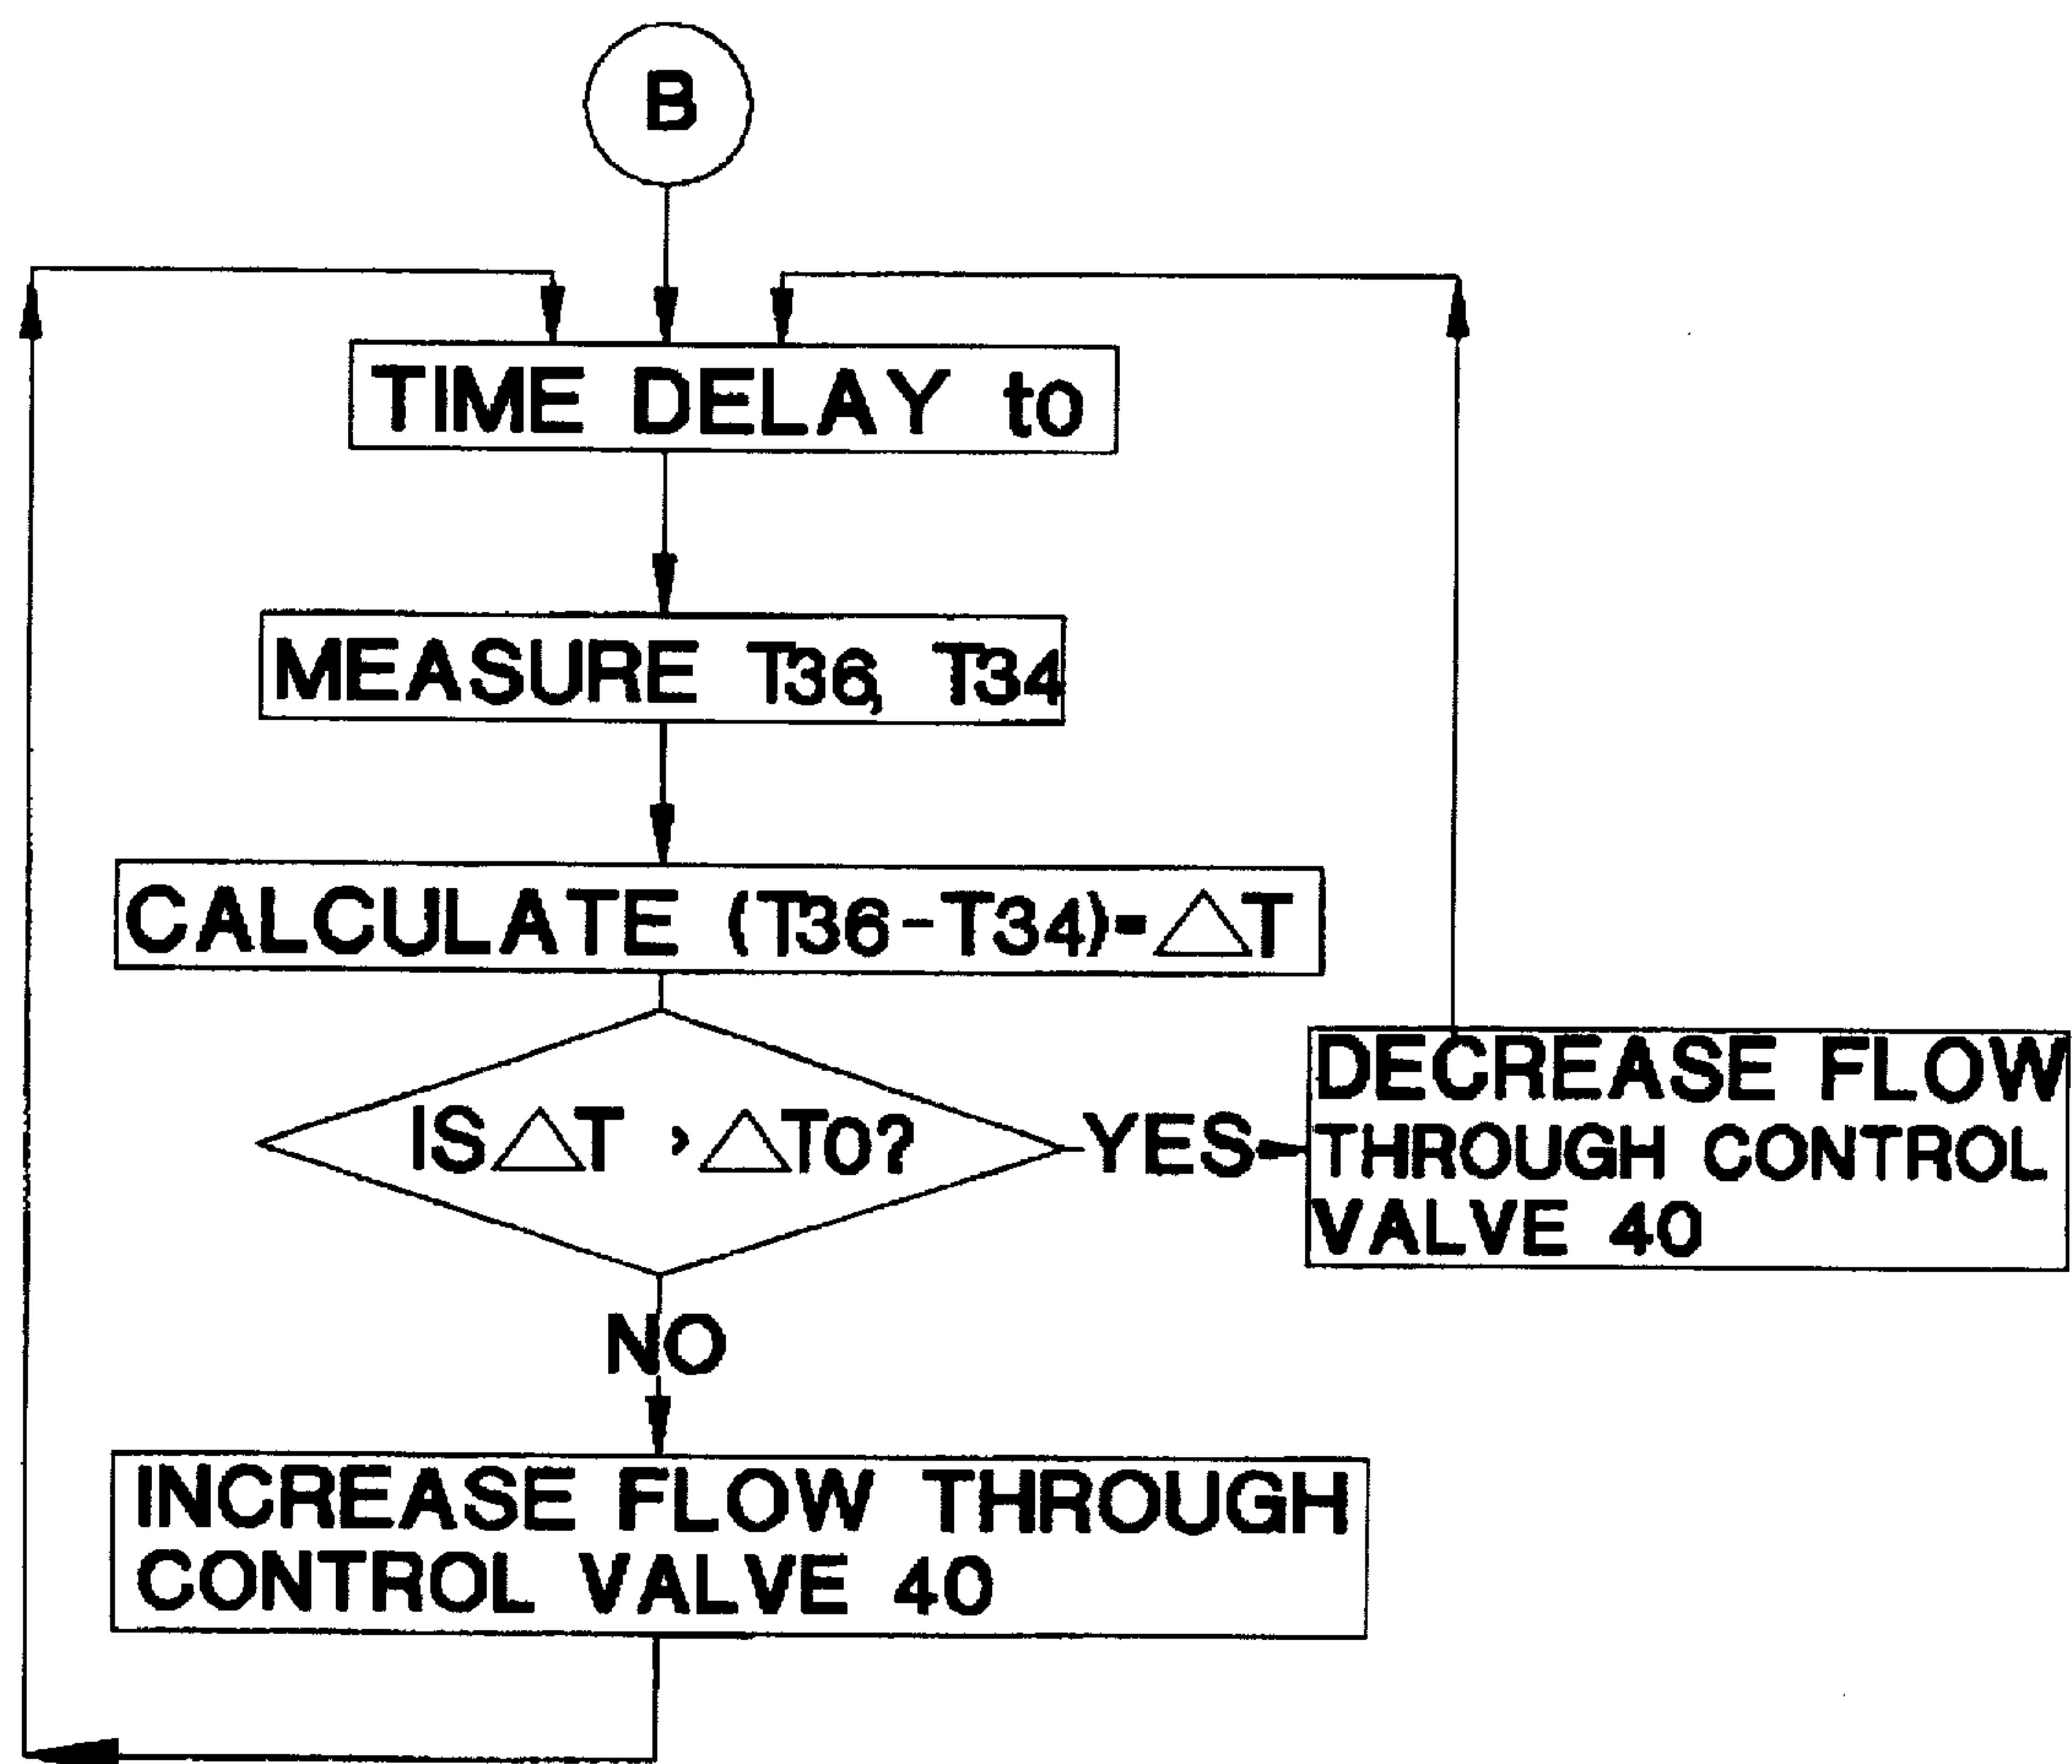 B
TIME DELAY to
MEASURE T36, T34
CALCULATE (T36-T34)=△T
IS△T >△To?
YES
DECREASE FLOW
THROUGH CONTROL
VALVE 40
NO
INCREASE FLOW THROUGH
CONTROL VALVE 40